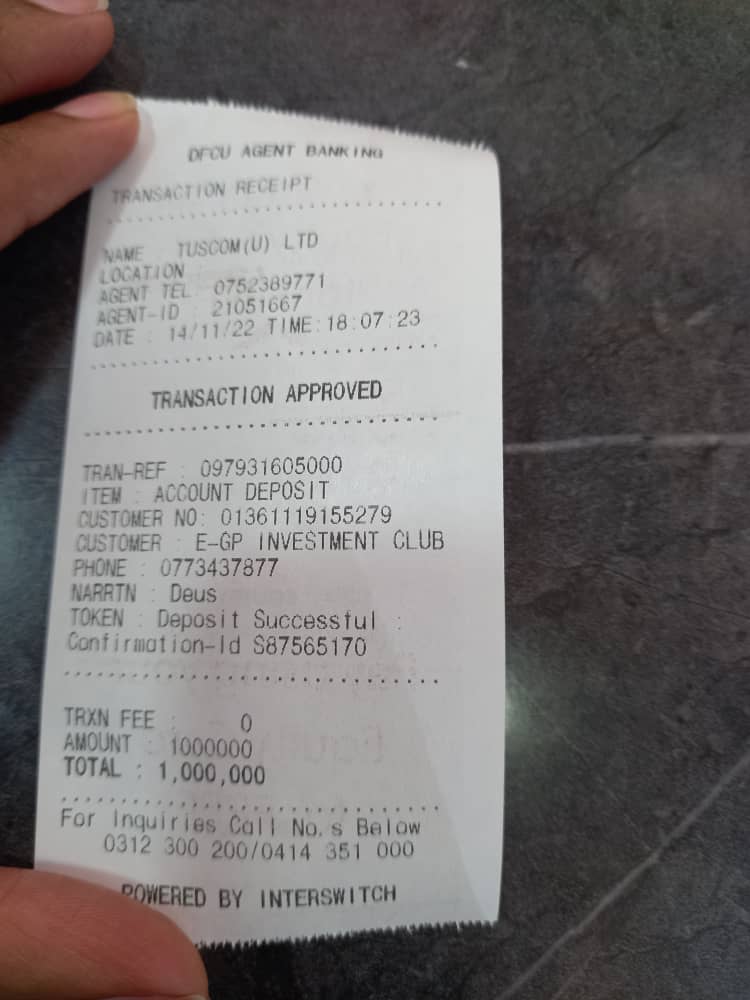 DFCU AGENT BANKING
TRANSACTION RECEIPT
NAME : TUSCOM(U) LTD
LOCATION
AGENT TEL : 0752389771
AGENT-ID : 21051667
DATE : 14/11/22 TIME:18:07:23
TRANSACTION APPROVED
TRAN-REF : 097931605000
ITEM : ACCOUNT DEPOSIT
CUSTOMER NO: 01361119155279
CUSTOMER : E-GP INVESTMENT CLUB
PHONE : 0773437877
NARRTN : Deus
TOKEN : Deposit Successful :
Confirmation-Id S87565170
TRXN FEE : 0
AMOUNT : 1000000
TOTAL : 1,000,000
For Inquiries Call No.s Below
0312 300 200/0414 351 000
POWERED BY INTERSWITCH